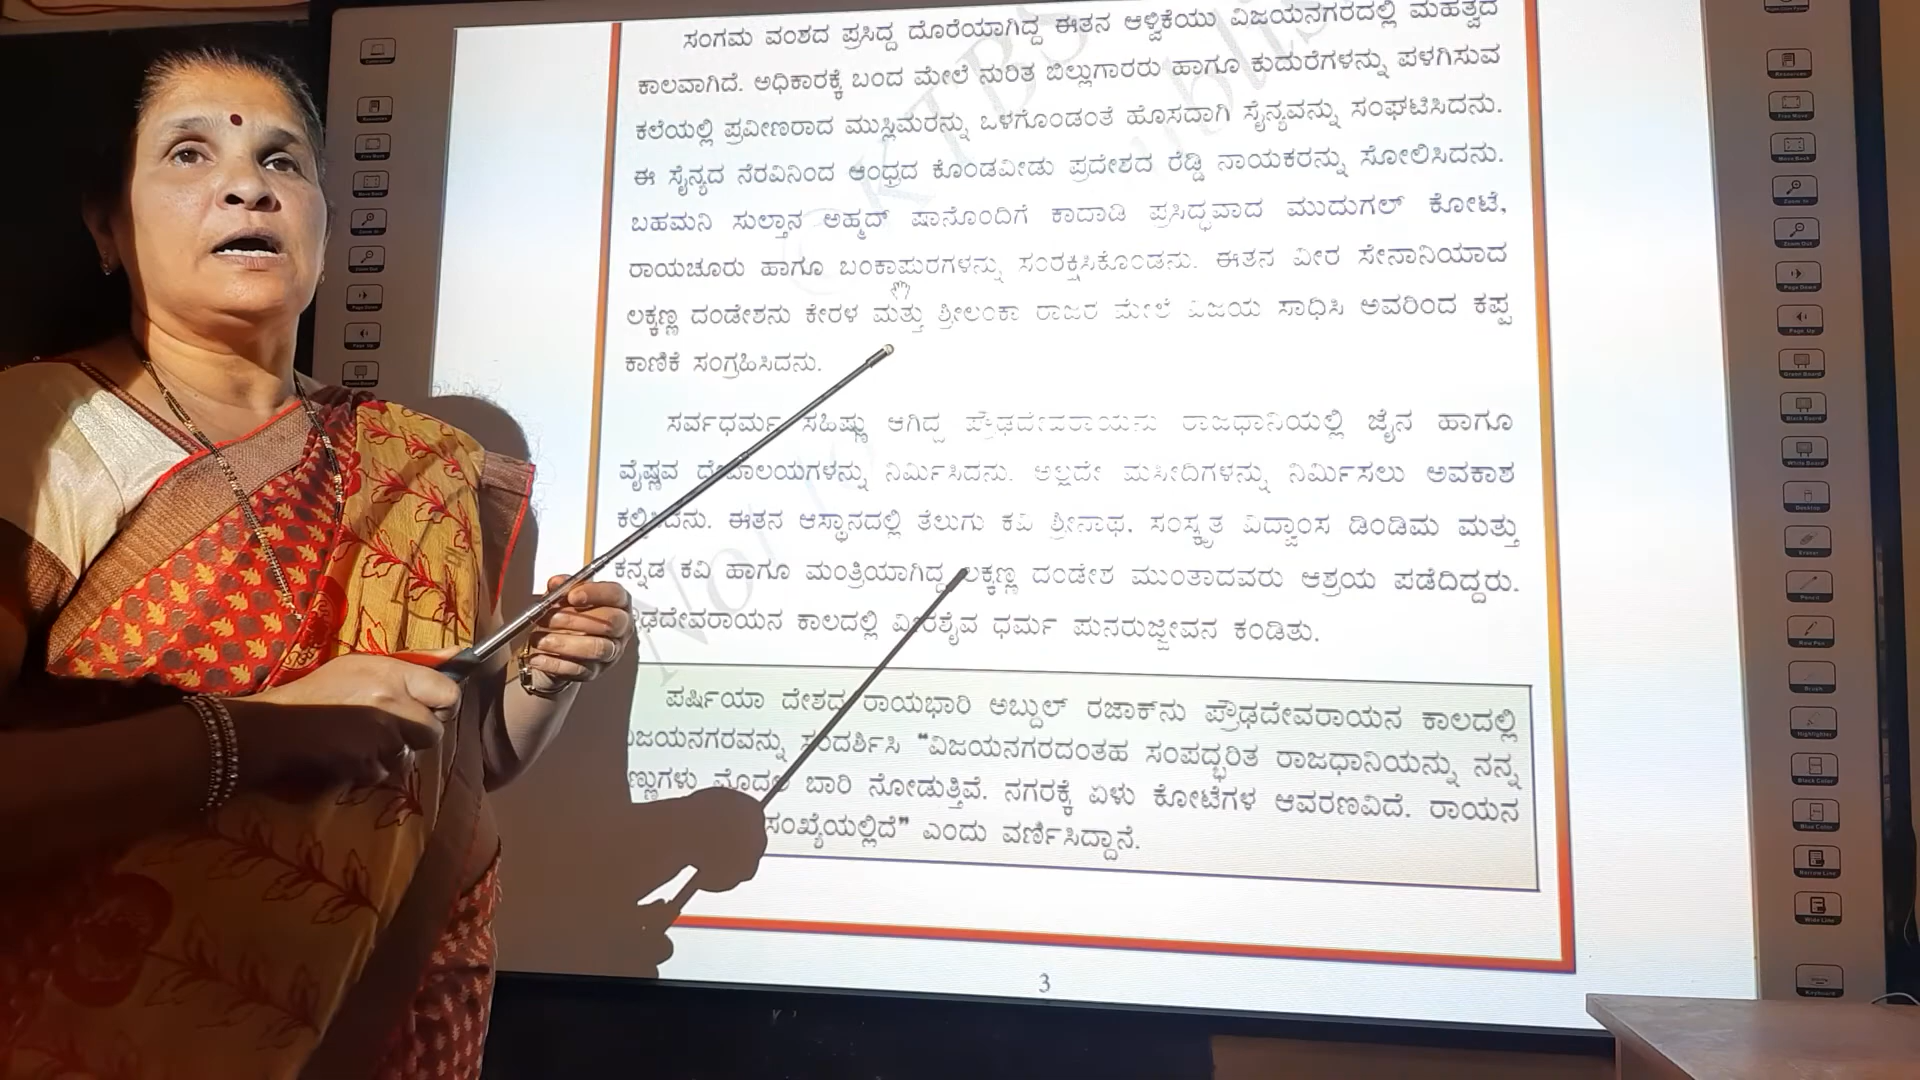 ಸಂಗಮ ವಂಶದ ಪ್ರಸಿದ್ಧ ದೊರೆಯಾಗಿದ್ದ ಈತನ ಆಳ್ವಿಕೆಯು ವಿಜಯನಗರದಲ್ಲಿ ಮಹತ್ವದ
ಕಾಲವಾಗಿದೆ. ಅಧಿಕಾರಕ್ಕೆ ಬಂದ ಮೇಲೆ ನುರಿತ ಬಿಲ್ಲುಗಾರರು ಹಾಗೂ ಕುದುರೆಗಳನ್ನು ಪಳಗಿಸುವ
ಕಲೆಯಲ್ಲಿ ಪ್ರವೀಣರಾದ ಮುಸ್ಲಿಮರನ್ನು ಒಳಗೊಂಡಂತೆ ಹೊಸದಾಗಿ ಸೈನ್ಯವನ್ನು ಸಂಘಟಿಸಿದನು.
ಈ ಸೈನ್ಯದ ನೆರವಿನಿಂದ ಆಂಧ್ರದ ಕೊಂಡವೀಡು ಪ್ರದೇಶದ ರೆಡ್ಡಿ ನಾಯಕರನ್ನು ಸೋಲಿಸಿದನು.
ಬಹಮನಿ ಸುಲ್ತಾನ ಅಹ್ಮದ್ ಷಾನೊಂದಿಗೆ ಕಾದಾಡಿ ಪ್ರಸಿದ್ಧವಾದ ಮುದುಗಲ್ ಕೋಟೆ,
ರಾಯಚೂರು ಹಾಗೂ ಬಂಕಾಪುರಗಳನ್ನು ಸಂರಕ್ಷಿಸಿಕೊಂಡನು. ಈತನ ವೀರ ಸೇನಾನಿಯಾದ
ಲಕ್ಕಣ್ಣ ದಂಡೇಶನು ಕೇರಳ ಮತ್ತು ಶ್ರೀಲಂಕಾ ರಾಜರ ಮೇಲೆ ವಿಜಯ ಸಾಧಿಸಿ ಅವರಿಂದ ಕಪ್ಪ
ಕಾಣಿಕೆ ಸಂಗ್ರಹಿಸಿದನು.
ಸರ್ವಧರ್ಮ ಸಹಿಷ್ಣು ಆಗಿದ್ದ ಪ್ರೌಢದೇವರಾಯನು ರಾಜಧಾನಿಯಲ್ಲಿ ಜೈನ ಹಾಗೂ
ವೈಷ್ಣವ ದೇವಾಲಯಗಳನ್ನು ನಿರ್ಮಿಸಿದನು. ಅಲ್ಲದೇ ಮಸೀದಿಗಳನ್ನು ನಿರ್ಮಿಸಲು ಅವಕಾಶ
ಕಲ್ಪಿಸಿದನು. ಈತನ ಆಸ್ಥಾನದಲ್ಲಿ ತೆಲುಗು ಕವಿ ಶ್ರೀನಾಥ, ಸಂಸ್ಕೃತ ವಿದ್ವಾಂಸ ಡಿಂಡಿಮ ಮತ್ತು
ಕನ್ನಡ ಕವಿ ಹಾಗೂ ಮಂತ್ರಿಯಾಗಿದ್ದ ಲಕ್ಕಣ್ಣ ದಂಡೇಶ ಮುಂತಾದವರು ಆಶ್ರಯ ಪಡೆದಿದ್ದರು.
ಕಾಲದಲ್ಲಿ ವೀರಶೈವ ಧರ್ಮ ಪುನರುಜ್ಜೀವನ ಕಂಡಿತು.
ಪರ್ಷಿಯಾ ದೇಶದ ರಾಯಭಾರಿ ಅಬ್ದುಲ್ ರಜಾಕ್‌ನು ಪ್ರೌಢದೇವರಾಯನ ಕಾಲದಲ್ಲಿ
ಸಂದರ್ಶಿಸಿ "ವಿಜಯನಗರದಂತಹ ಸಂಪದ್ಭರಿತ ರಾಜಧಾನಿಯನ್ನು ನನ್ನ
ಮೊದಲ ಬಾರಿ ನೋಡುತ್ತಿವೆ. ನಗರಕ್ಕೆ ಏಳು ಕೋಟೆಗಳ ಆವರಣವಿದೆ. ರಾಯನ
ಸಂಖ್ಯೆಯಲ್ಲಿದೆ" ಎಂದು ವರ್ಣಿಸಿದ್ದಾನೆ.
3